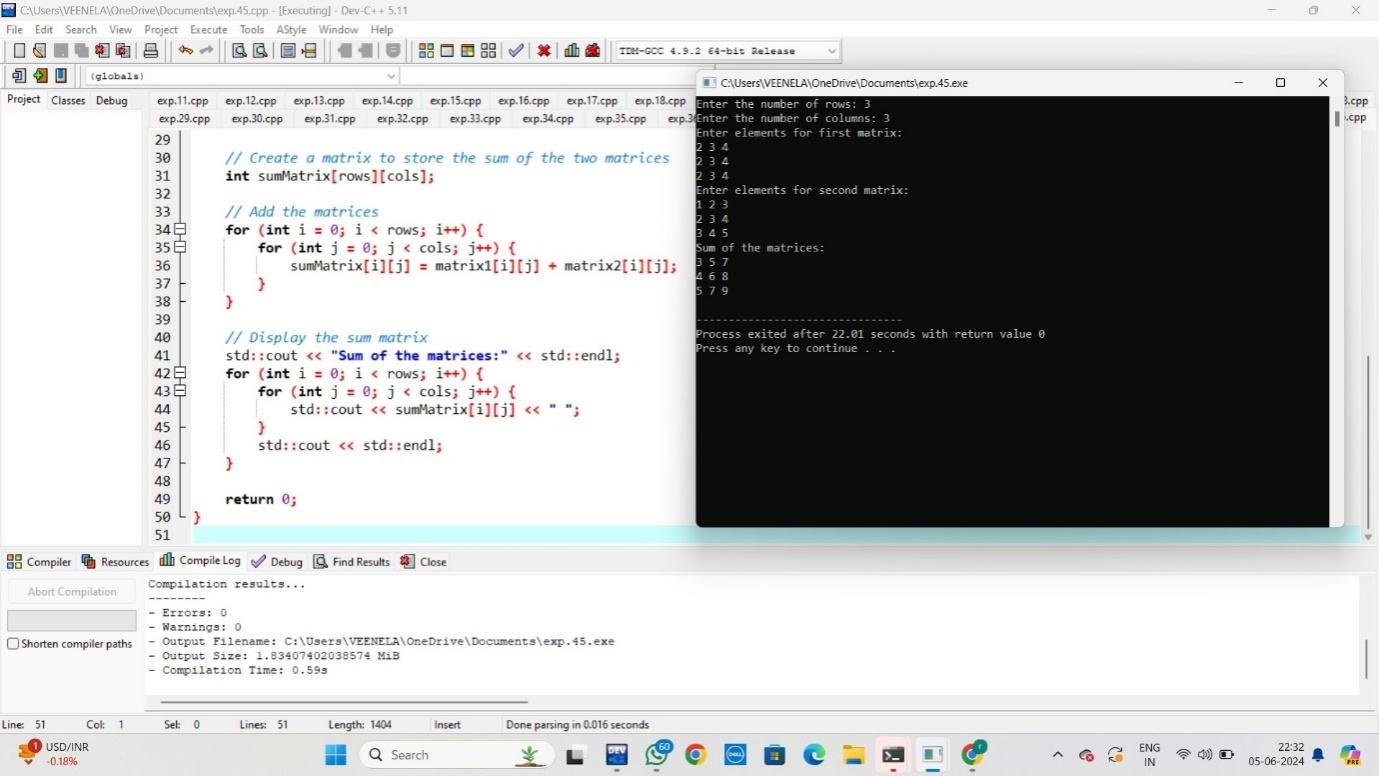 C:\Users\VEENELA\OneDrive\Documents\exp.45.cpp - [Executing] - Dev-C++ 5.11
File Edit Search View Project Execute Tools AStyle Window Help
TDM-GCC 4.9.2 64-bit Release
(globals)
Project Classes Debug
exp.11.cpp exp.12.cpp exp.13.cpp exp.14.cpp exp.15.cpp exp.16.cpp exp.17.cpp exp.18.cpp 3.cpp
exp.29.cpp exp.30.cpp exp.31.cpp exp.32.cpp exp.33.cpp exp.34.cpp exp.35.cpp exp.3 .cpp
29
30 // Create a matrix to store the sum of the two matrices
31 int sumMatrix[rows][cols];
32
33 // Add the matrices
34 for (int i = 0; i < rows; i++) {
35 for (int j = 0; j < cols; j++) {
36 sumMatrix[i][j] = matrix1[i][j] + matrix2[i][j];
37 }
38 }
39
40 // Display the sum matrix
41 std::cout << "Sum of the matrices:" << std::endl;
42 for (int i = 0; i < rows; i++) {
43 for (int j = 0; j < cols; j++) {
44 std::cout << sumMatrix[i][j] << " ";
45 }
46 std::cout << std::endl;
47 }
48
49 return 0;
50 }
51
C:\Users\VEENELA\OneDrive\Documents\exp.45.exe
Enter the number of rows: 3
Enter the number of columns: 3
Enter elements for first matrix:
2 3 4
2 3 4
2 3 4
Enter elements for second matrix:
1 2 3
2 3 4
3 4 5
Sum of the matrices:
3 5 7
4 6 8
5 7 9
--------------------------------
Process exited after 22.01 seconds with return value 0
Press any key to continue . . .
Compiler Resources Compile Log Debug Find Results Close
Abort Compilation
Shorten compiler paths
Compilation results...
--------
- Errors: 0
- Warnings: 0
- Output Filename: C:\Users\VEENELA\OneDrive\Documents\exp.45.exe
- Output Size: 1.83407402038574 MiB
- Compilation Time: 0.59s
Line: 51 Col: 1 Sel: 0 Lines: 51 Length: 1404 Insert Done parsing in 0.016 seconds
1
USD/INR
-0.18%
Search
DEV
60
DELL
ENG
IN
22:32
05-06-2024
PRE